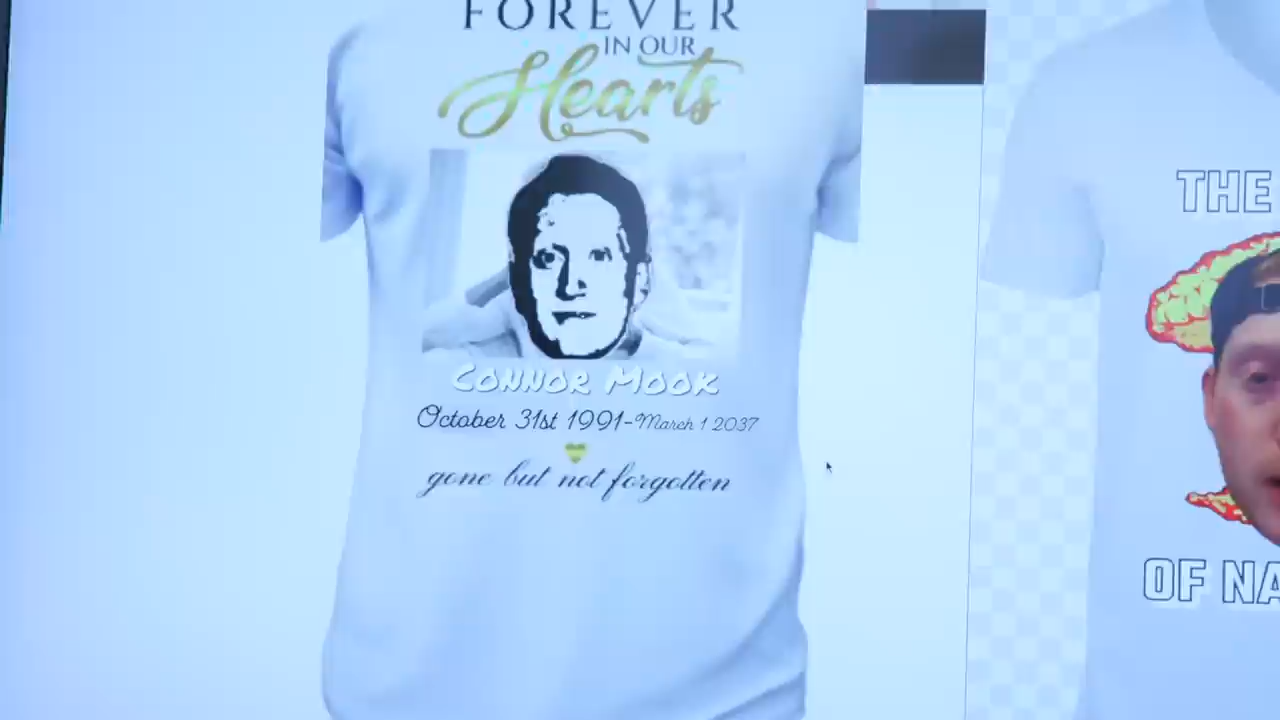 FOREVER
IN OUR
Hearts
CONNOR MOOK
October 31st 1991-March 1 2037
gone but not forgotten
THE
OF NA